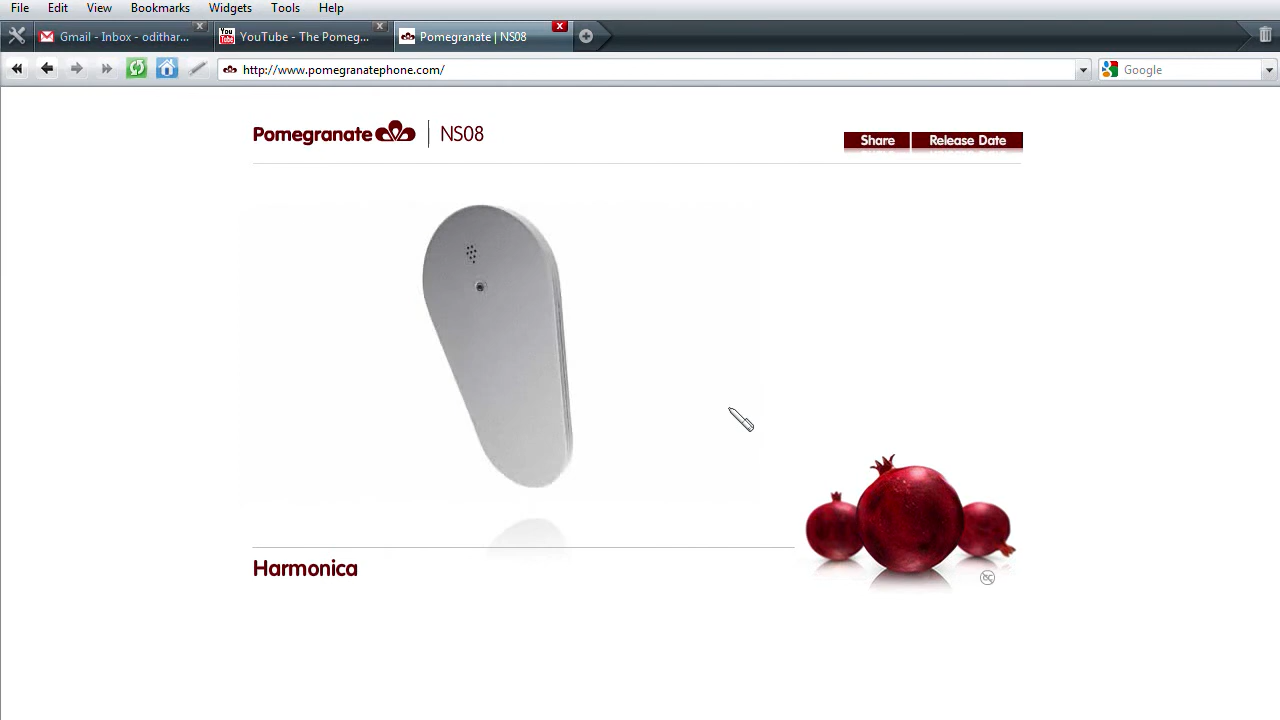 File Edit View Bookmarks Widgets Tools Help
Gmail - Inbox - odithar... YouTube - The Pomeg... Pomegranate | NS08
http://www.pomegranatephone.com/ Google
Pomegranate | NS08
Share Release Date
Harmonica